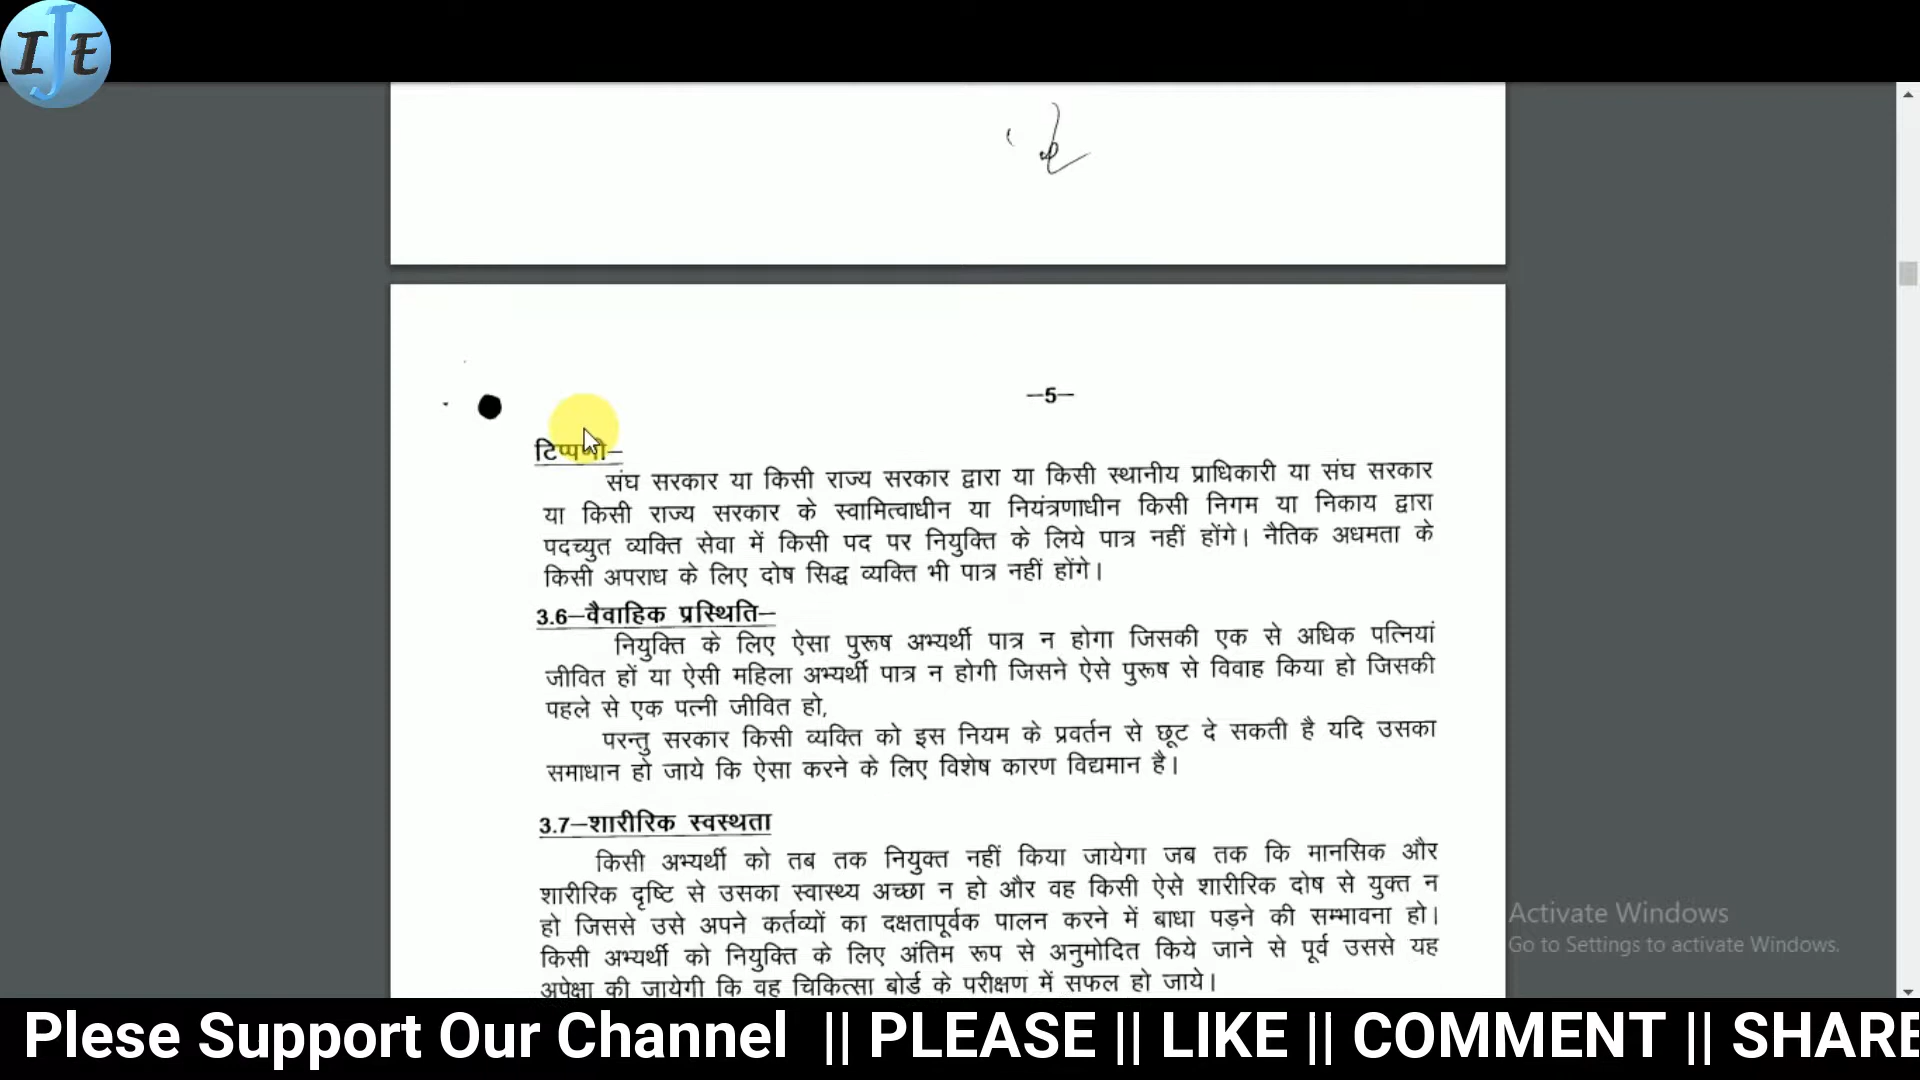 IJE
—5—
टिप्पणी—
संघ सरकार या किसी राज्य सरकार द्वारा या किसी स्थानीय प्राधिकारी या संघ सरकार
या किसी राज्य सरकार के स्वामित्वाधीन या नियंत्रणाधीन किसी निगम या निकाय द्वारा
पदच्युत व्यक्ति सेवा में किसी पद पर नियुक्ति के लिये पात्र नहीं होंगे। नैतिक अधमता के
किसी अपराध के लिए दोष सिद्ध व्यक्ति भी पात्र नहीं होंगे।
3.6—वैवाहिक प्रस्थिति—
नियुक्ति के लिए ऐसा पुरूष अभ्यर्थी पात्र न होगा जिसकी एक से अधिक पत्नियां
जीवित हों या ऐसी महिला अभ्यर्थी पात्र न होगी जिसने ऐसे पुरूष से विवाह किया हो जिसकी
पहले से एक पत्नी जीवित हो,
परन्तु सरकार किसी व्यक्ति को इस नियम के प्रवर्तन से छूट दे सकती है यदि उसका
समाधान हो जाये कि ऐसा करने के लिए विशेष कारण विद्यमान है।
3.7—शारीरिक स्वस्थता
किसी अभ्यर्थी को तब तक नियुक्त नहीं किया जायेगा जब तक कि मानसिक और
शारीरिक दृष्टि से उसका स्वास्थ्य अच्छा न हो और वह किसी ऐसे शारीरिक दोष से युक्त न
हो जिससे उसे अपने कर्तव्यों का दक्षतापूर्वक पालन करने में बाधा पड़ने की सम्भावना हो।
किसी अभ्यर्थी को नियुक्ति के लिए अंतिम रूप से अनुमोदित किये जाने से पूर्व उससे यह
अपेक्षा की जायेगी कि वह चिकित्सा बोर्ड के परीक्षण में सफल हो जाये।
Activate Windows
Go to Settings to activate Windows.
Plese Support Our Channel || PLEASE || LIKE || COMMENT || SHARE